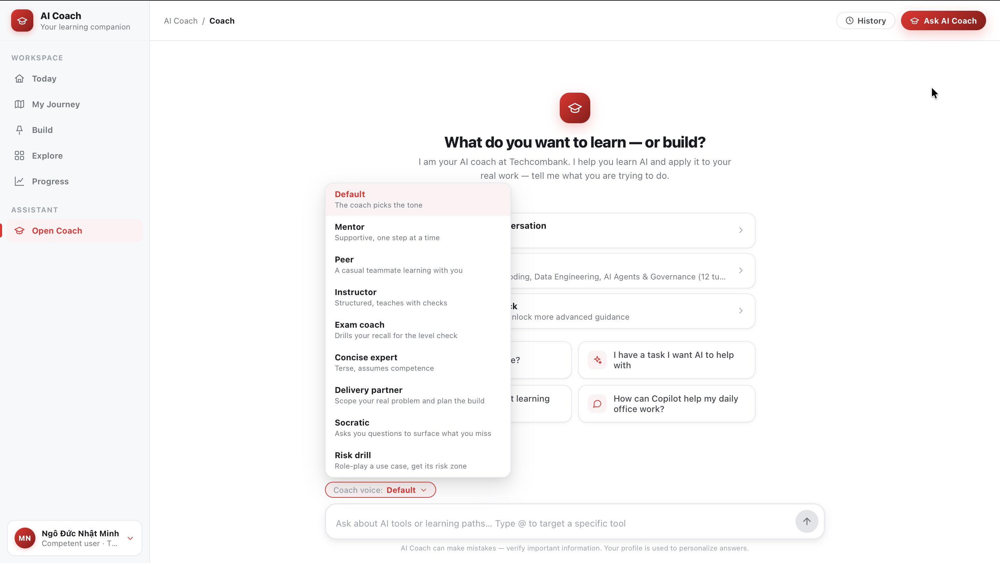 AI Coach
Your learning companion
AI Coach / Coach
History
Ask AI Coach
WORKSPACE
Today
My Journey
Build
Explore
Progress
ASSISTANT
Open Coach
What do you want to learn — or build?
I am your AI coach at Techcombank. I help you learn AI and apply it to your
real work — tell me what you are trying to do.
Default
The coach picks the tone
Mentor
Supportive, one step at a time
Peer
A casual teammate learning with you
Instructor
Structured, teaches with checks
Exam coach
Drills your recall for the level check
Concise expert
Terse, assumes competence
Delivery partner
Scope your real problem and plan the build
Socratic
Asks you questions to surface what you miss
Risk drill
Role-play a use case, get its risk zone
Data Engineering, AI Agents & Governance (12 tu...
more advanced guidance
I have a task I want AI to help
with
learning
How can Copilot help my daily
office work?
Coach voice: Default
Ask about AI tools or learning paths... Type @ to target a specific tool
AI Coach can make mistakes — verify important information. Your profile is used to personalize answers.
MN
Ngô Đức Nhật Minh
Competent user · T...